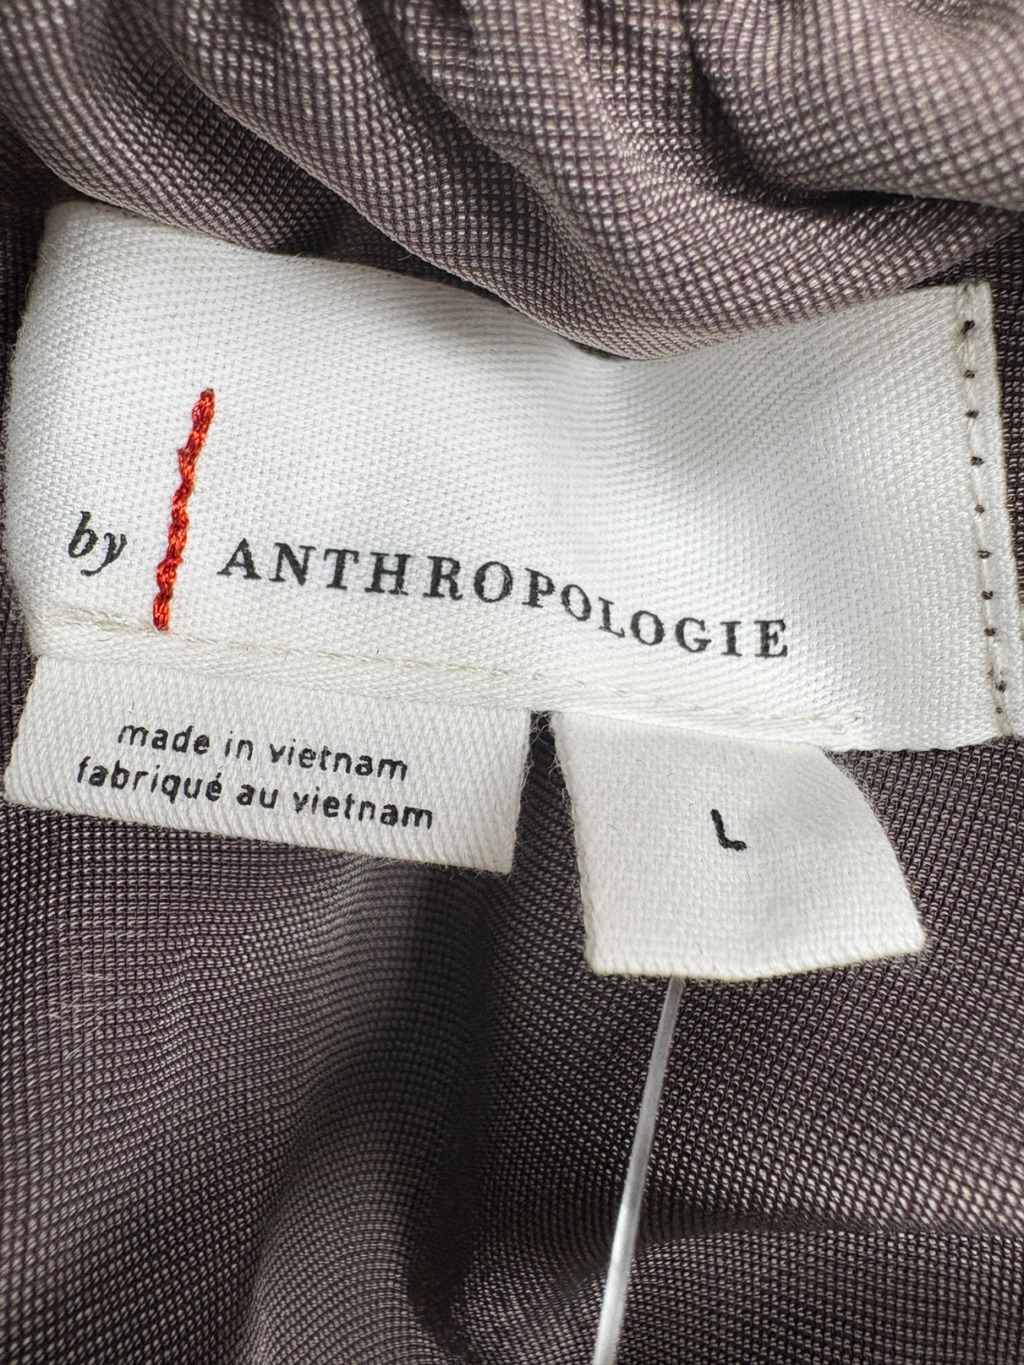 by ANTHROPOLOGIE
made in vietnam
fabriqué au vietnam
L